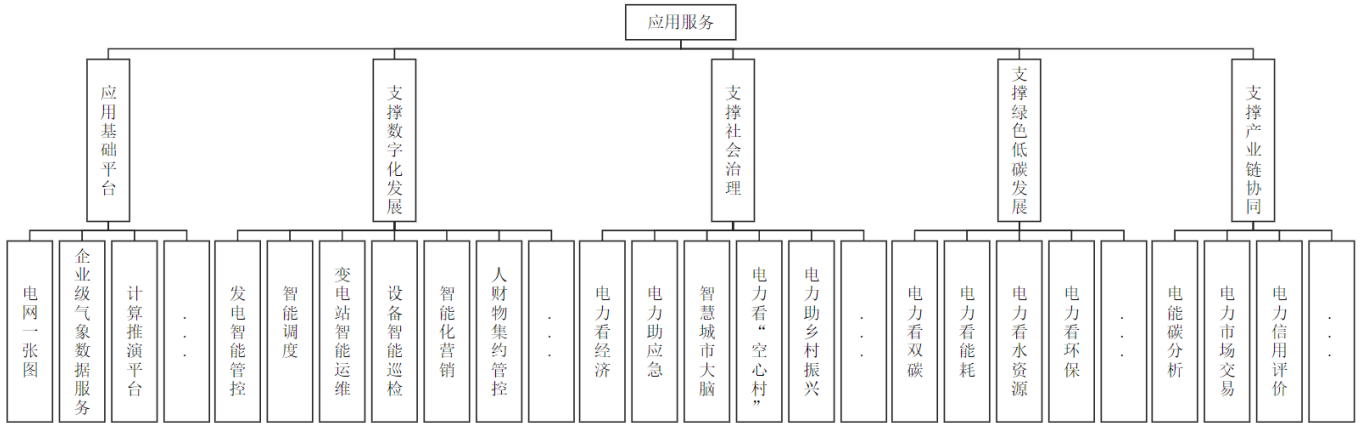 应用服务
应用基础平台
支撑数字化发展
支撑社会治理
支撑绿色低碳发展
支撑产业链协同
电网一张图
企业级气象数据服务
计算推演平台
...
发电智能管控
智能调度
变电站智能运维
设备智能巡检
智能化营销
人财物集约管控
...
电力看经济
电力助应急
智慧城市大脑
电力看“空心村”
电力助乡村振兴
...
电力看双碳
电力看能耗
电力看水资源
电力看环保
...
电能碳分析
电力市场交易
电力信用评价
...